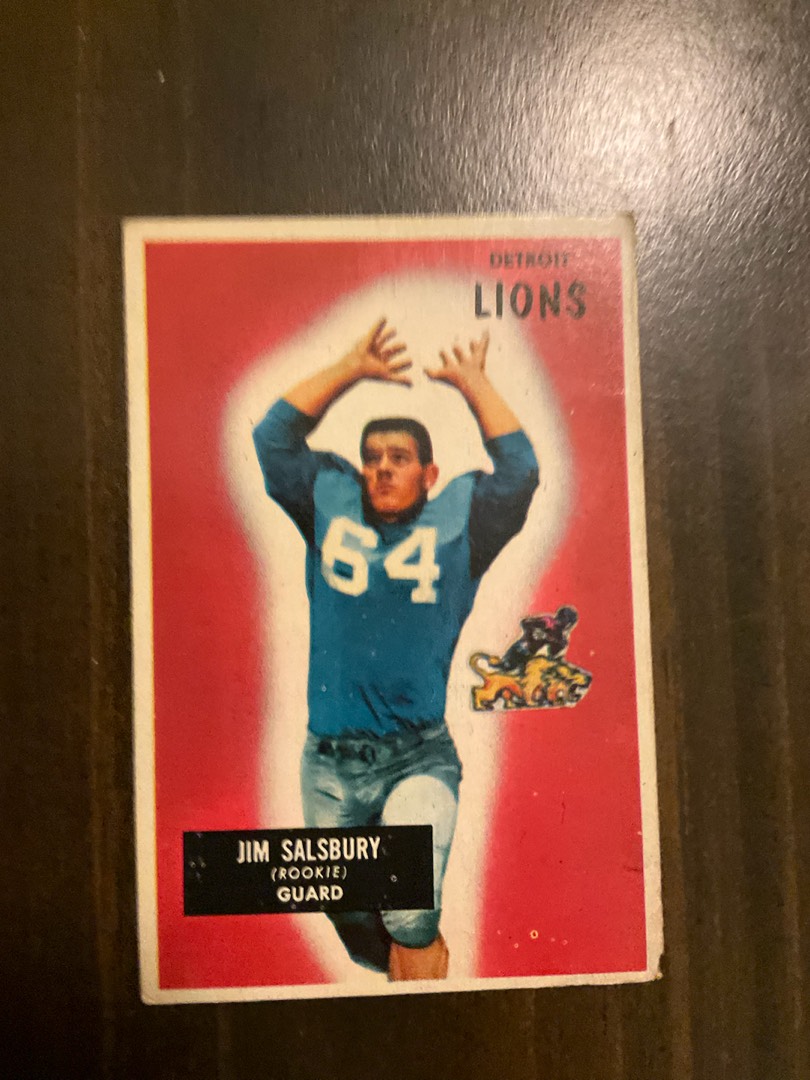 DETROIT
LIONS
64
JIM SALSBURY
(ROOKIE)
GUARD